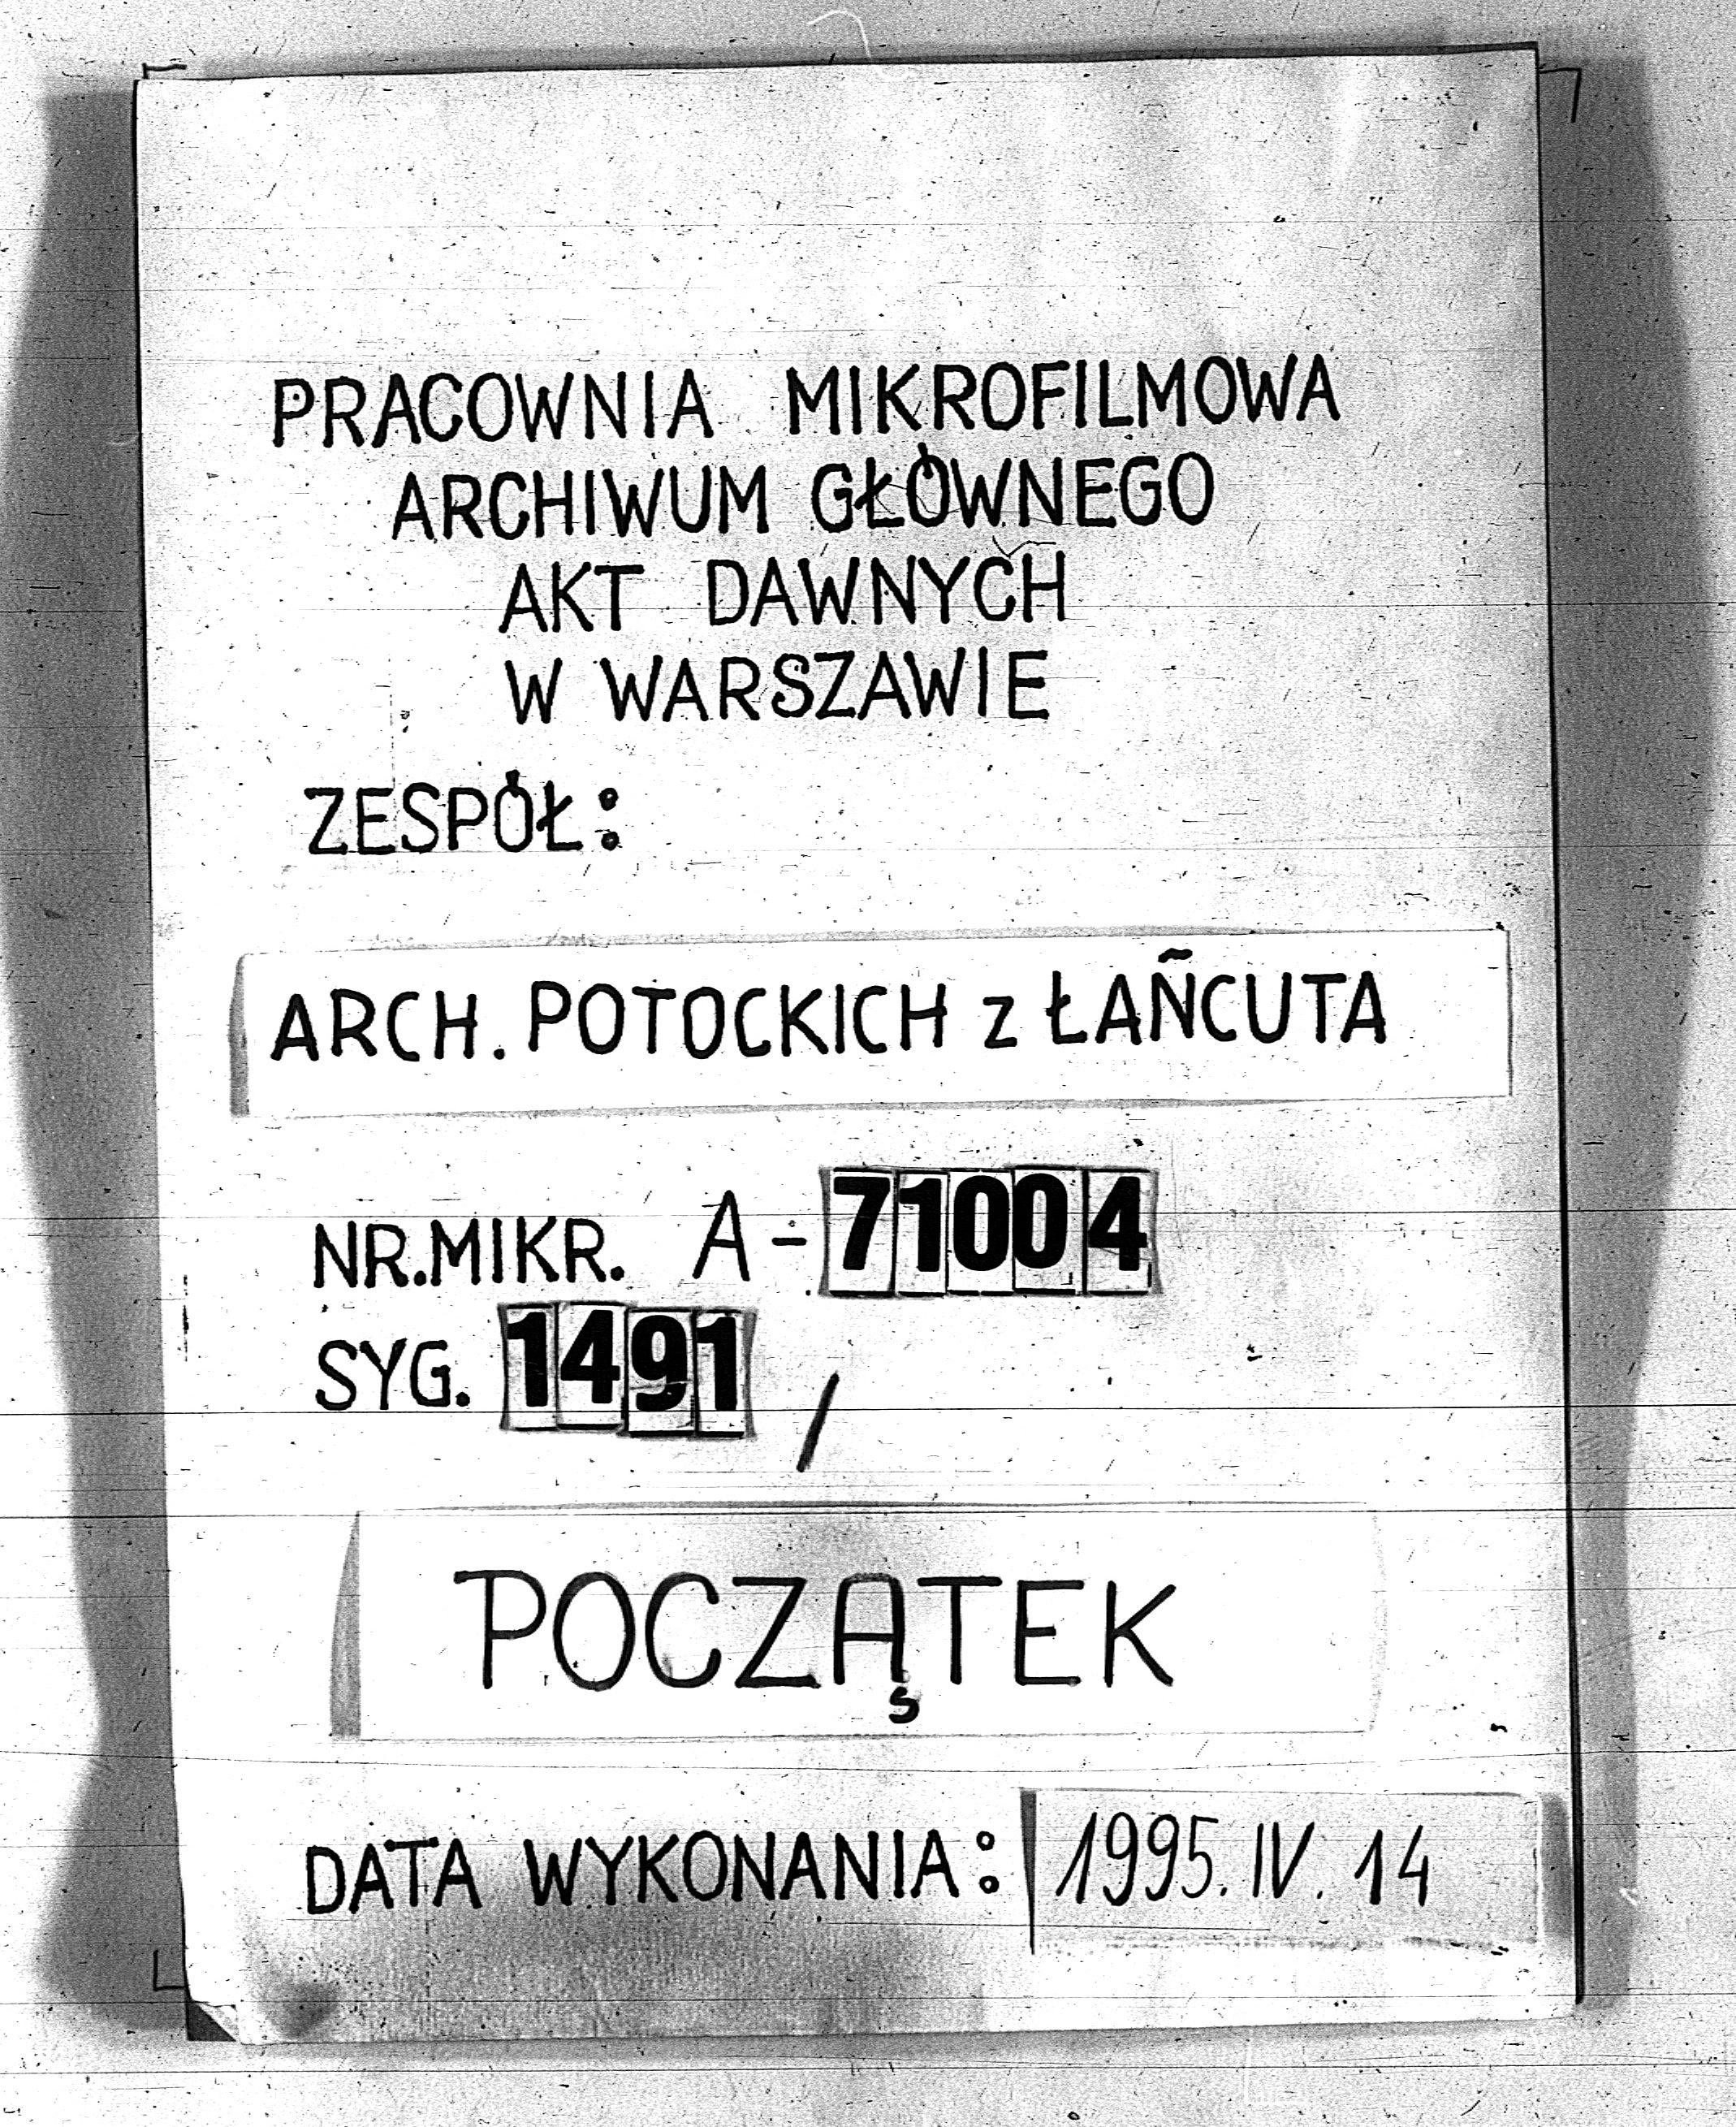 PRACOWNIA MIKROFILMOWA
ARCHIWUM GŁÓWNEGO
AKT DAWNYCH
W WARSZAWIE
ZESPÓŁ:
ARCH. POTOCKICH z ŁAŃCUTA
NR.MIKR. A-71004
SYG. 1491 /
POCZĄTEK
DATA WYKONANIA: 1995.IV.14